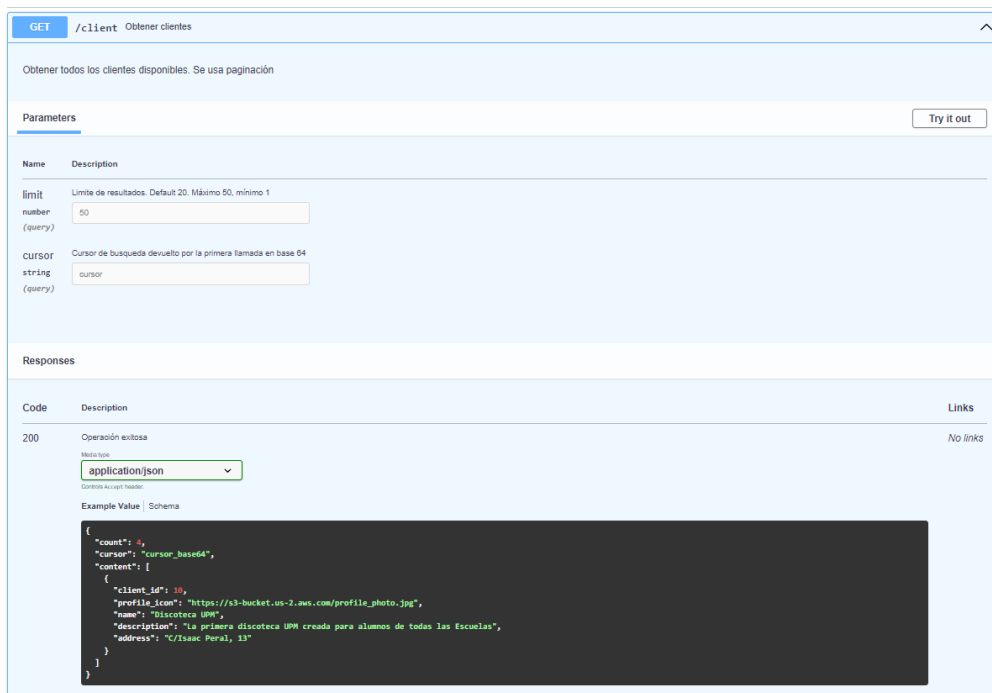 GET /client Obtener clientes
Obtener todos los clientes disponibles. Se usa paginación
Parameters
Try it out
Name Description
limit Limite de resultados. Default 20. Máximo 50, mínimo 1
number 50
(query)
cursor Cursor de busqueda devuelto por la primera llamada en base 64
string cursor
(query)
Responses
Code Description Links
200 Operación exitosa No links
Media type
application/json
Controls Accept header.
Example Value Schema
{
"count": 4,
"cursor": "cursor_base64",
"content": [
{
"client_id": 10,
"profile_icon": "https://s3-bucket.us-2.aws.com/profile_photo.jpg",
"name": "Discoteca UPM",
"description": "La primera discoteca UPM creada para alumnos de todas las Escuelas",
"address": "C/Isaac Peral, 13"
}
]
}